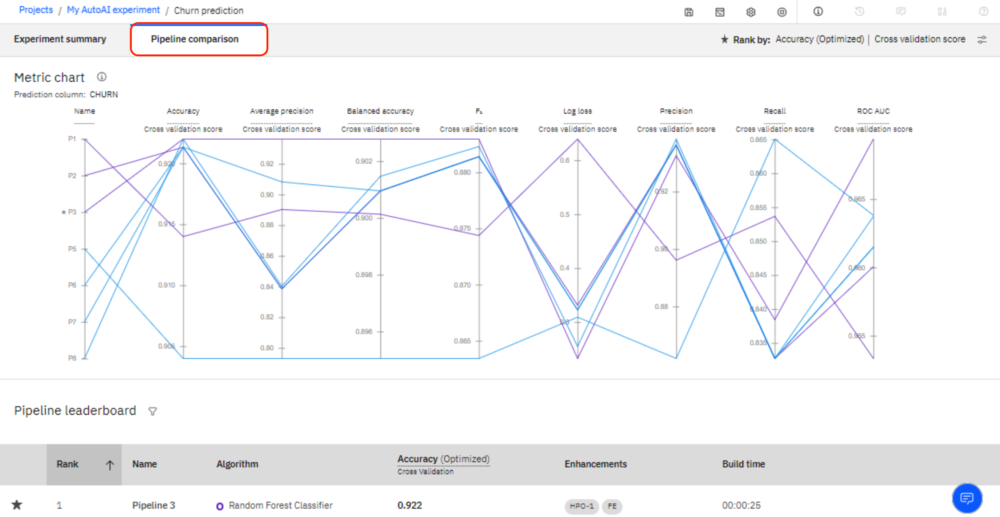 Projects / My AutoAI experiment / Churn prediction
Experiment summary Pipeline comparison ★ Rank by: Accuracy (Optimized) | Cross validation score
Metric chart
Prediction column: CHURN
Name Accuracy Average precision Balanced accuracy F₁ Log loss Precision Recall ROC AUC
Cross validation score Cross validation score Cross validation score Cross validation score Cross validation score Cross validation score Cross validation score Cross validation score
P1
P2
★ P3
P5
P6
P7
P8
0.920
0.915
0.910
0.905
0.92
0.90
0.88
0.86
0.84
0.82
0.80
0.902
0.900
0.898
0.896
0.880
0.875
0.870
0.865
0.6
0.5
0.4
0.3
0.92
0.90
0.88
0.865
0.860
0.855
0.850
0.845
0.840
0.835
0.965
0.960
0.955
Pipeline leaderboard
Rank ↑ Name Algorithm Accuracy (Optimized) Enhancements Build time
Cross Validation
★ 1 Pipeline 3 Random Forest Classifier 0.922 HPO-1 FE 00:00:25